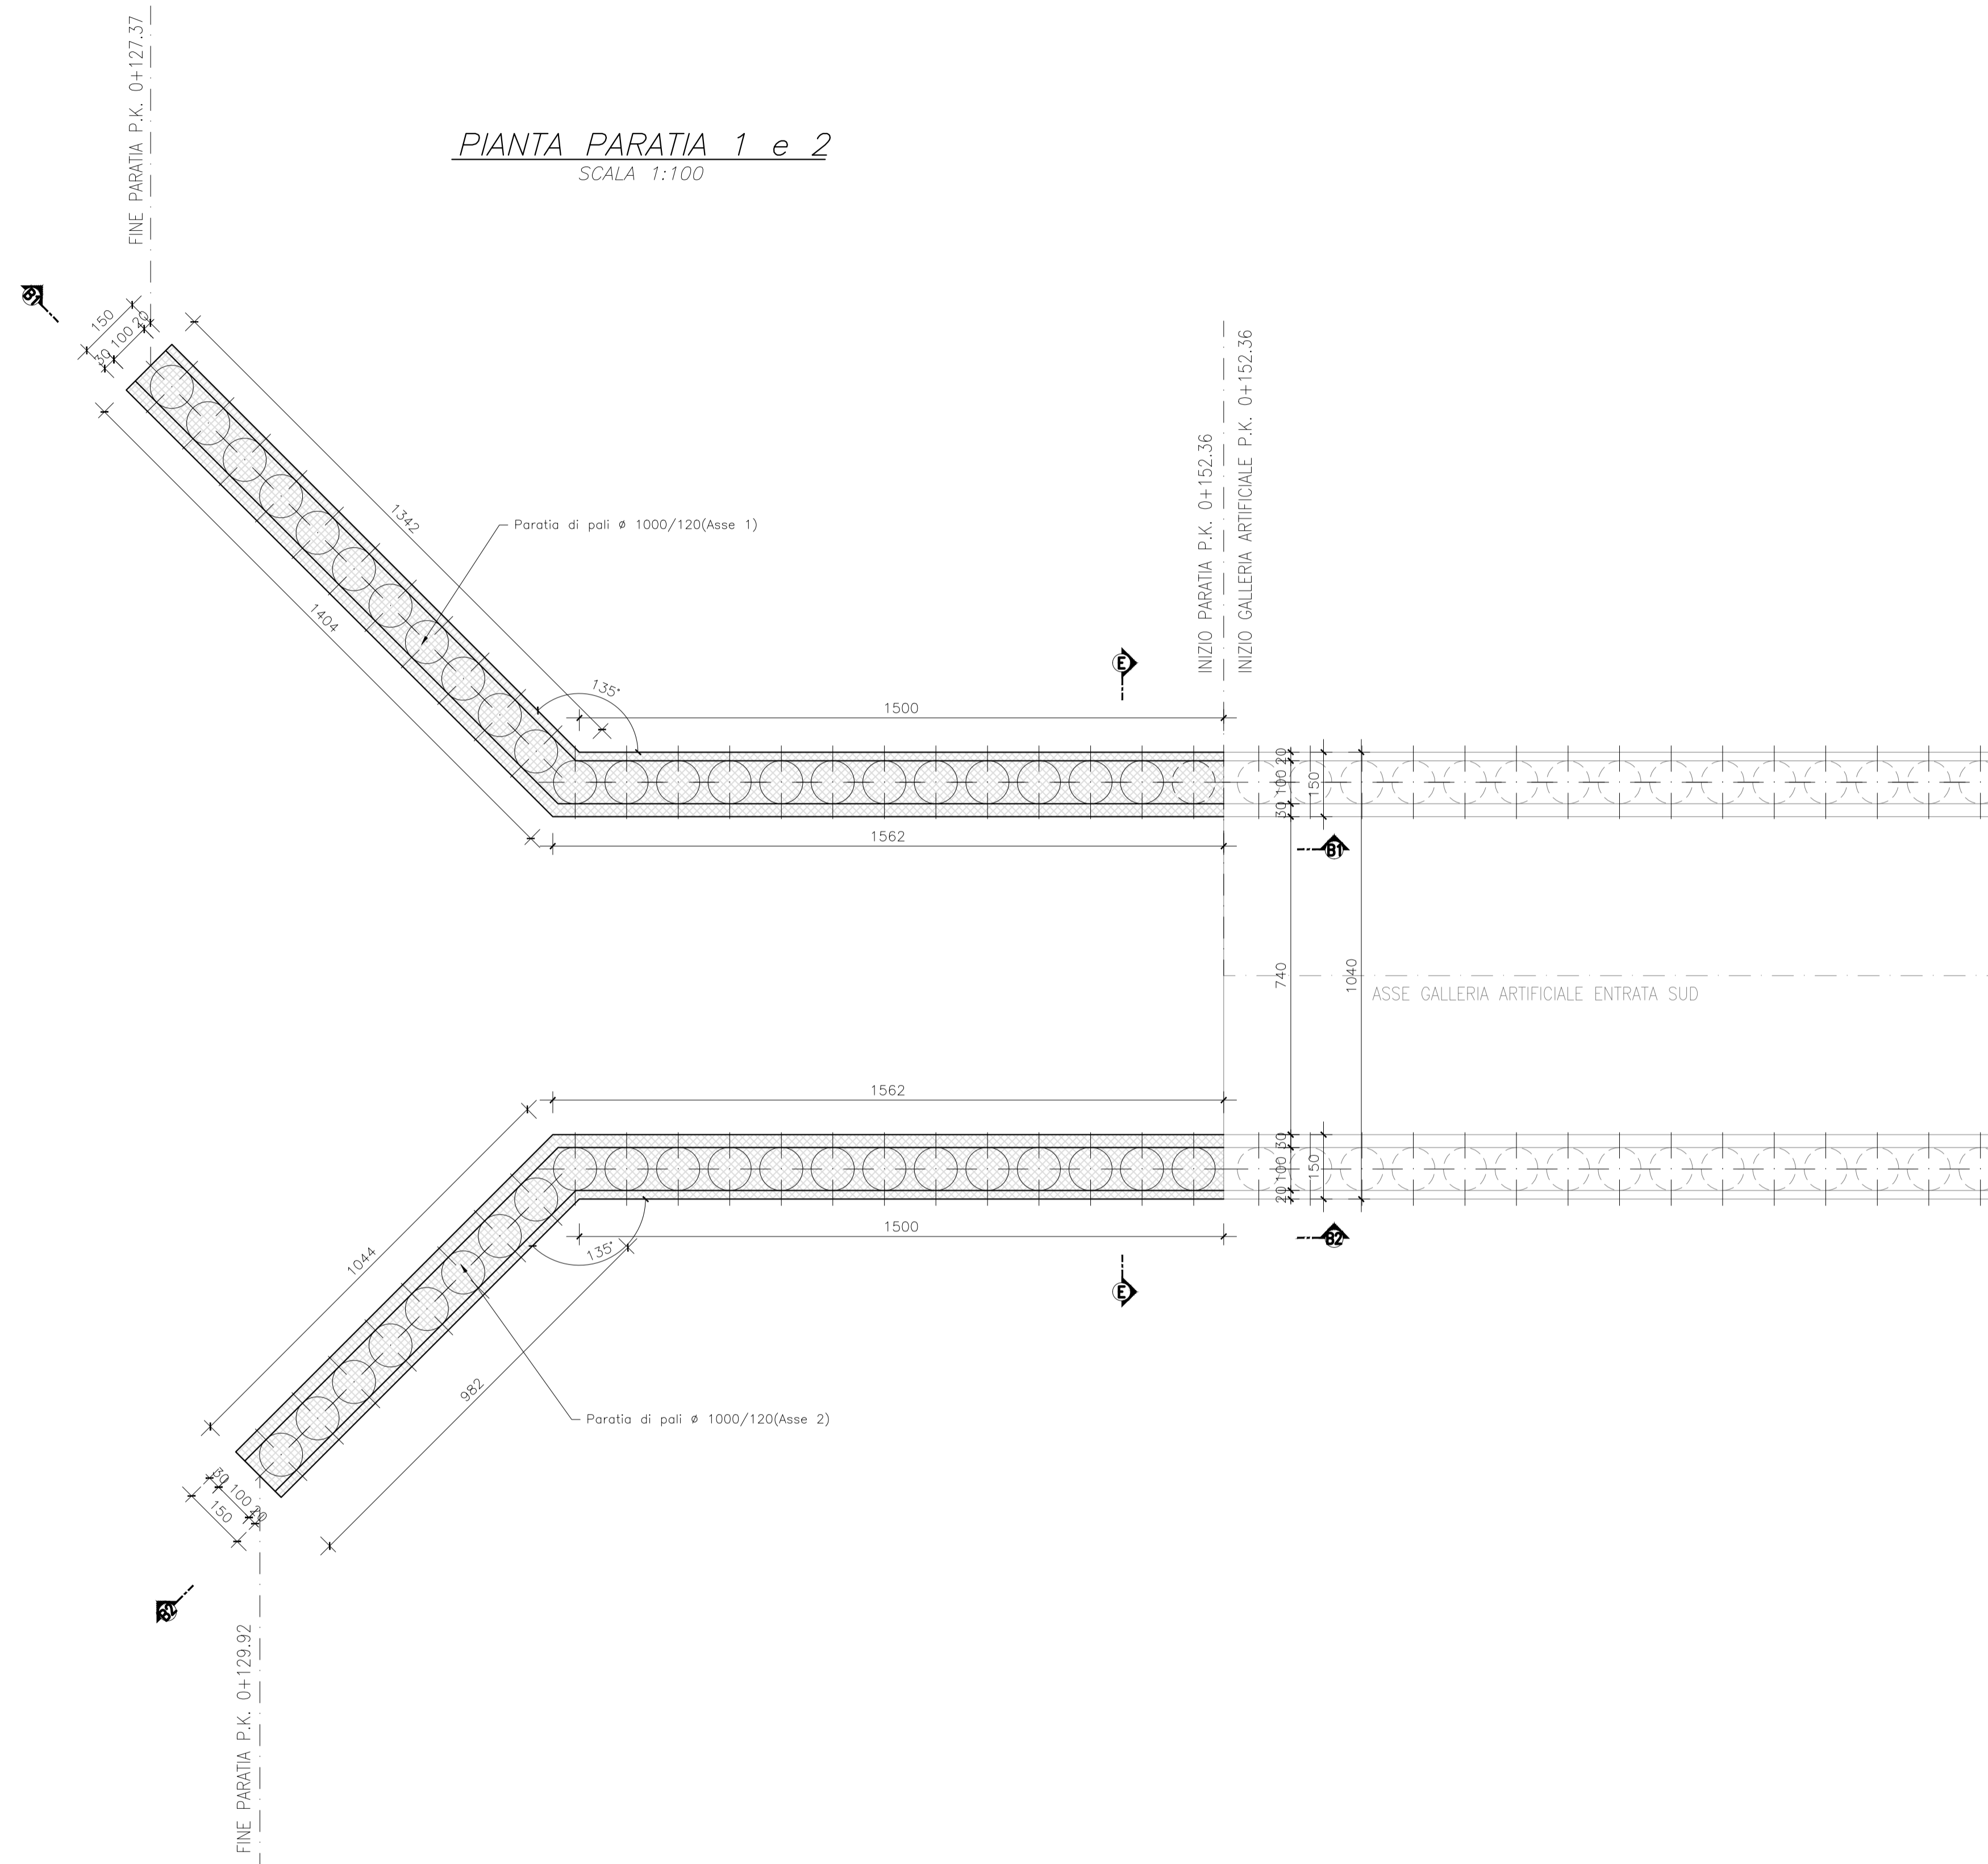 FINE PARATIA P.K. 0+127.37
PIANTA PARATIA 1 e 2
SCALA 1:100
B1
150
30 100 20
1342
1404
Paratia di pali ø 1000/120(Asse 1)
INIZIO PARATIA P.K. 0+152.36
INIZIO GALLERIA ARTIFICIALE P.K. 0+152.36
E
135°
1500
30 100 20
150
1562
B1
740
1040
ASSE GALLERIA ARTIFICIALE ENTRATA SUD
1562
20 100 30
150
1044
1500
135°
B2
E
982
Paratia di pali ø 1000/120(Asse 2)
30 100 20
150
B2
FINE PARATIA P.K. 0+129.92